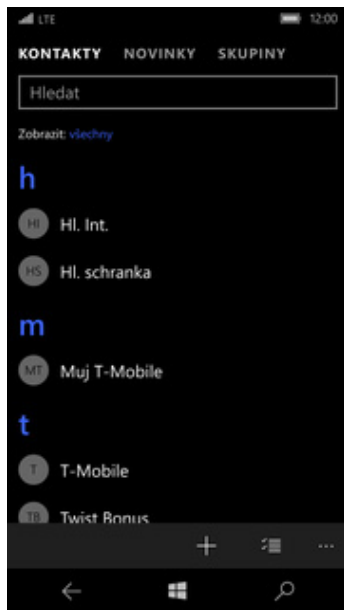 LTE 12:00
KONTAKTY NOVINKY SKUPINY
Hledat
Zobrazit: všechny
h
HI Hl. Int.
HS Hl. schranka
m
MT Muj T-Mobile
t
T T-Mobile
TB Twist Bonus